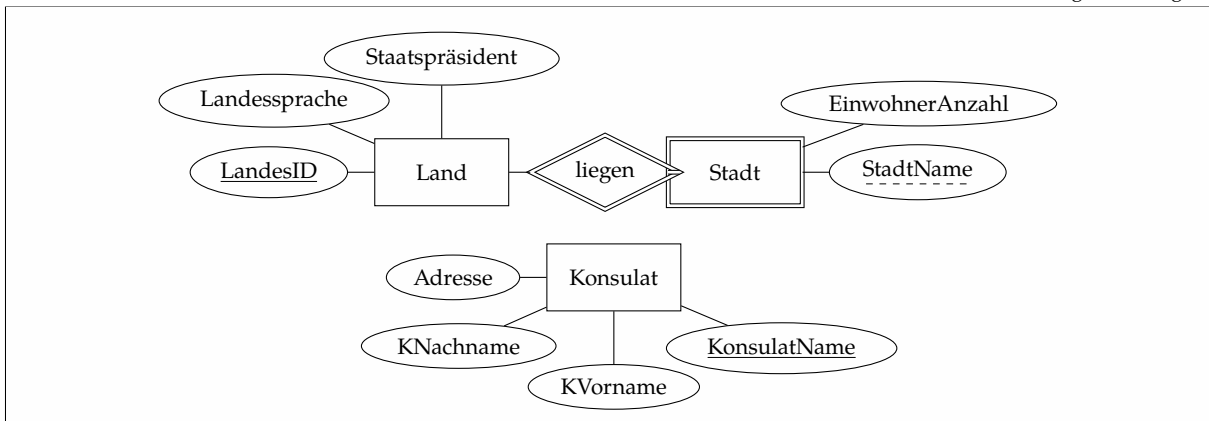 Staatspräsident
Landessprache
EinwohnerAnzahl
LandesID
Land
liegen
Stadt
StadtName
Adresse
Konsulat
KNachname
KonsulatName
KVorname